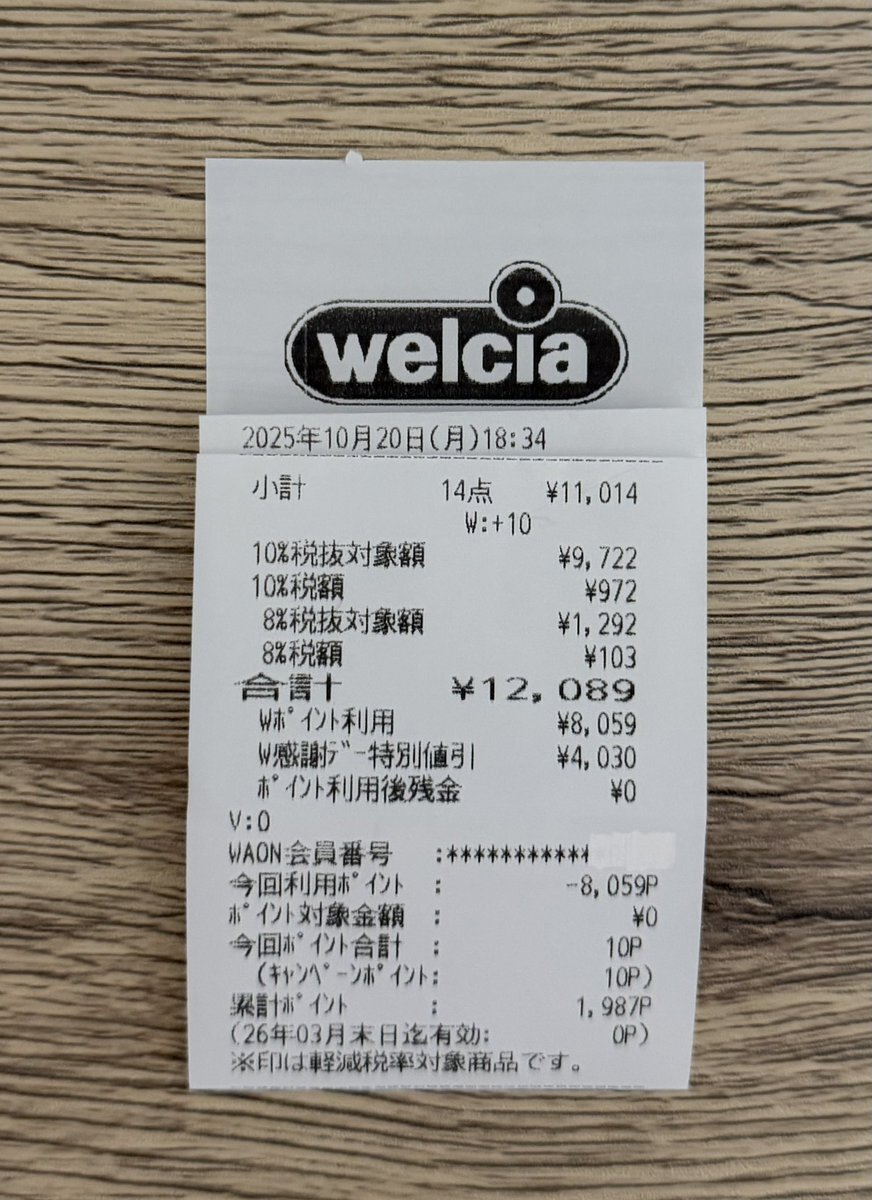 welcia
2025年10月20日(月)18:34
小計 14点 ¥11,014
W:+10
10%税抜対象額 ¥9,722
10%税額 ¥972
8%税抜対象額 ¥1,292
8%税額 ¥103
合計 ¥12,089
Wﾎﾟｲﾝﾄ利用 ¥8,059
W感謝ﾃﾞｰ特別値引 ¥4,030
ﾎﾟｲﾝﾄ利用後残金 ¥0
V:0
WAON会員番号 :***********
今回利用ﾎﾟｲﾝﾄ : -8,059P
ﾎﾟｲﾝﾄ対象金額 : ¥0
今回ﾎﾟｲﾝﾄ合計 : 10P
(ｷｬﾝﾍﾟｰﾝﾎﾟｲﾝﾄ: 10P)
累計ﾎﾟｲﾝﾄ : 1,987P
(26年03月末日迄有効: 0P)
※印は軽減税率対象商品です。